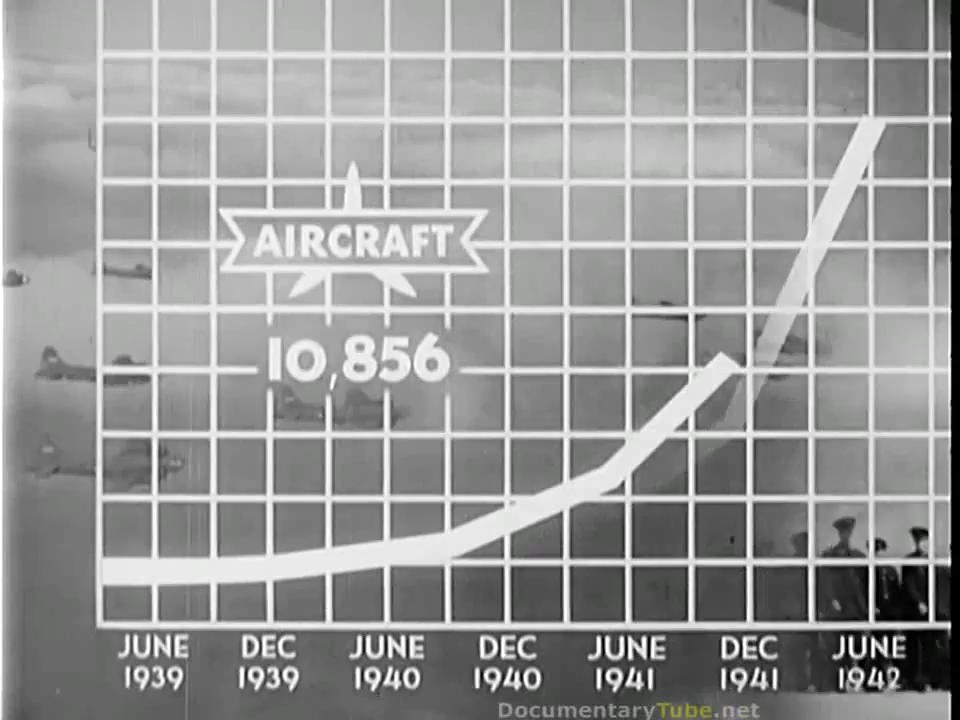 AIRCRAFT
10,856
JUNE DEC JUNE DEC JUNE DEC JUNE
1939 1939 1940 1940 1941 1941 1942
DocumentaryTube.net